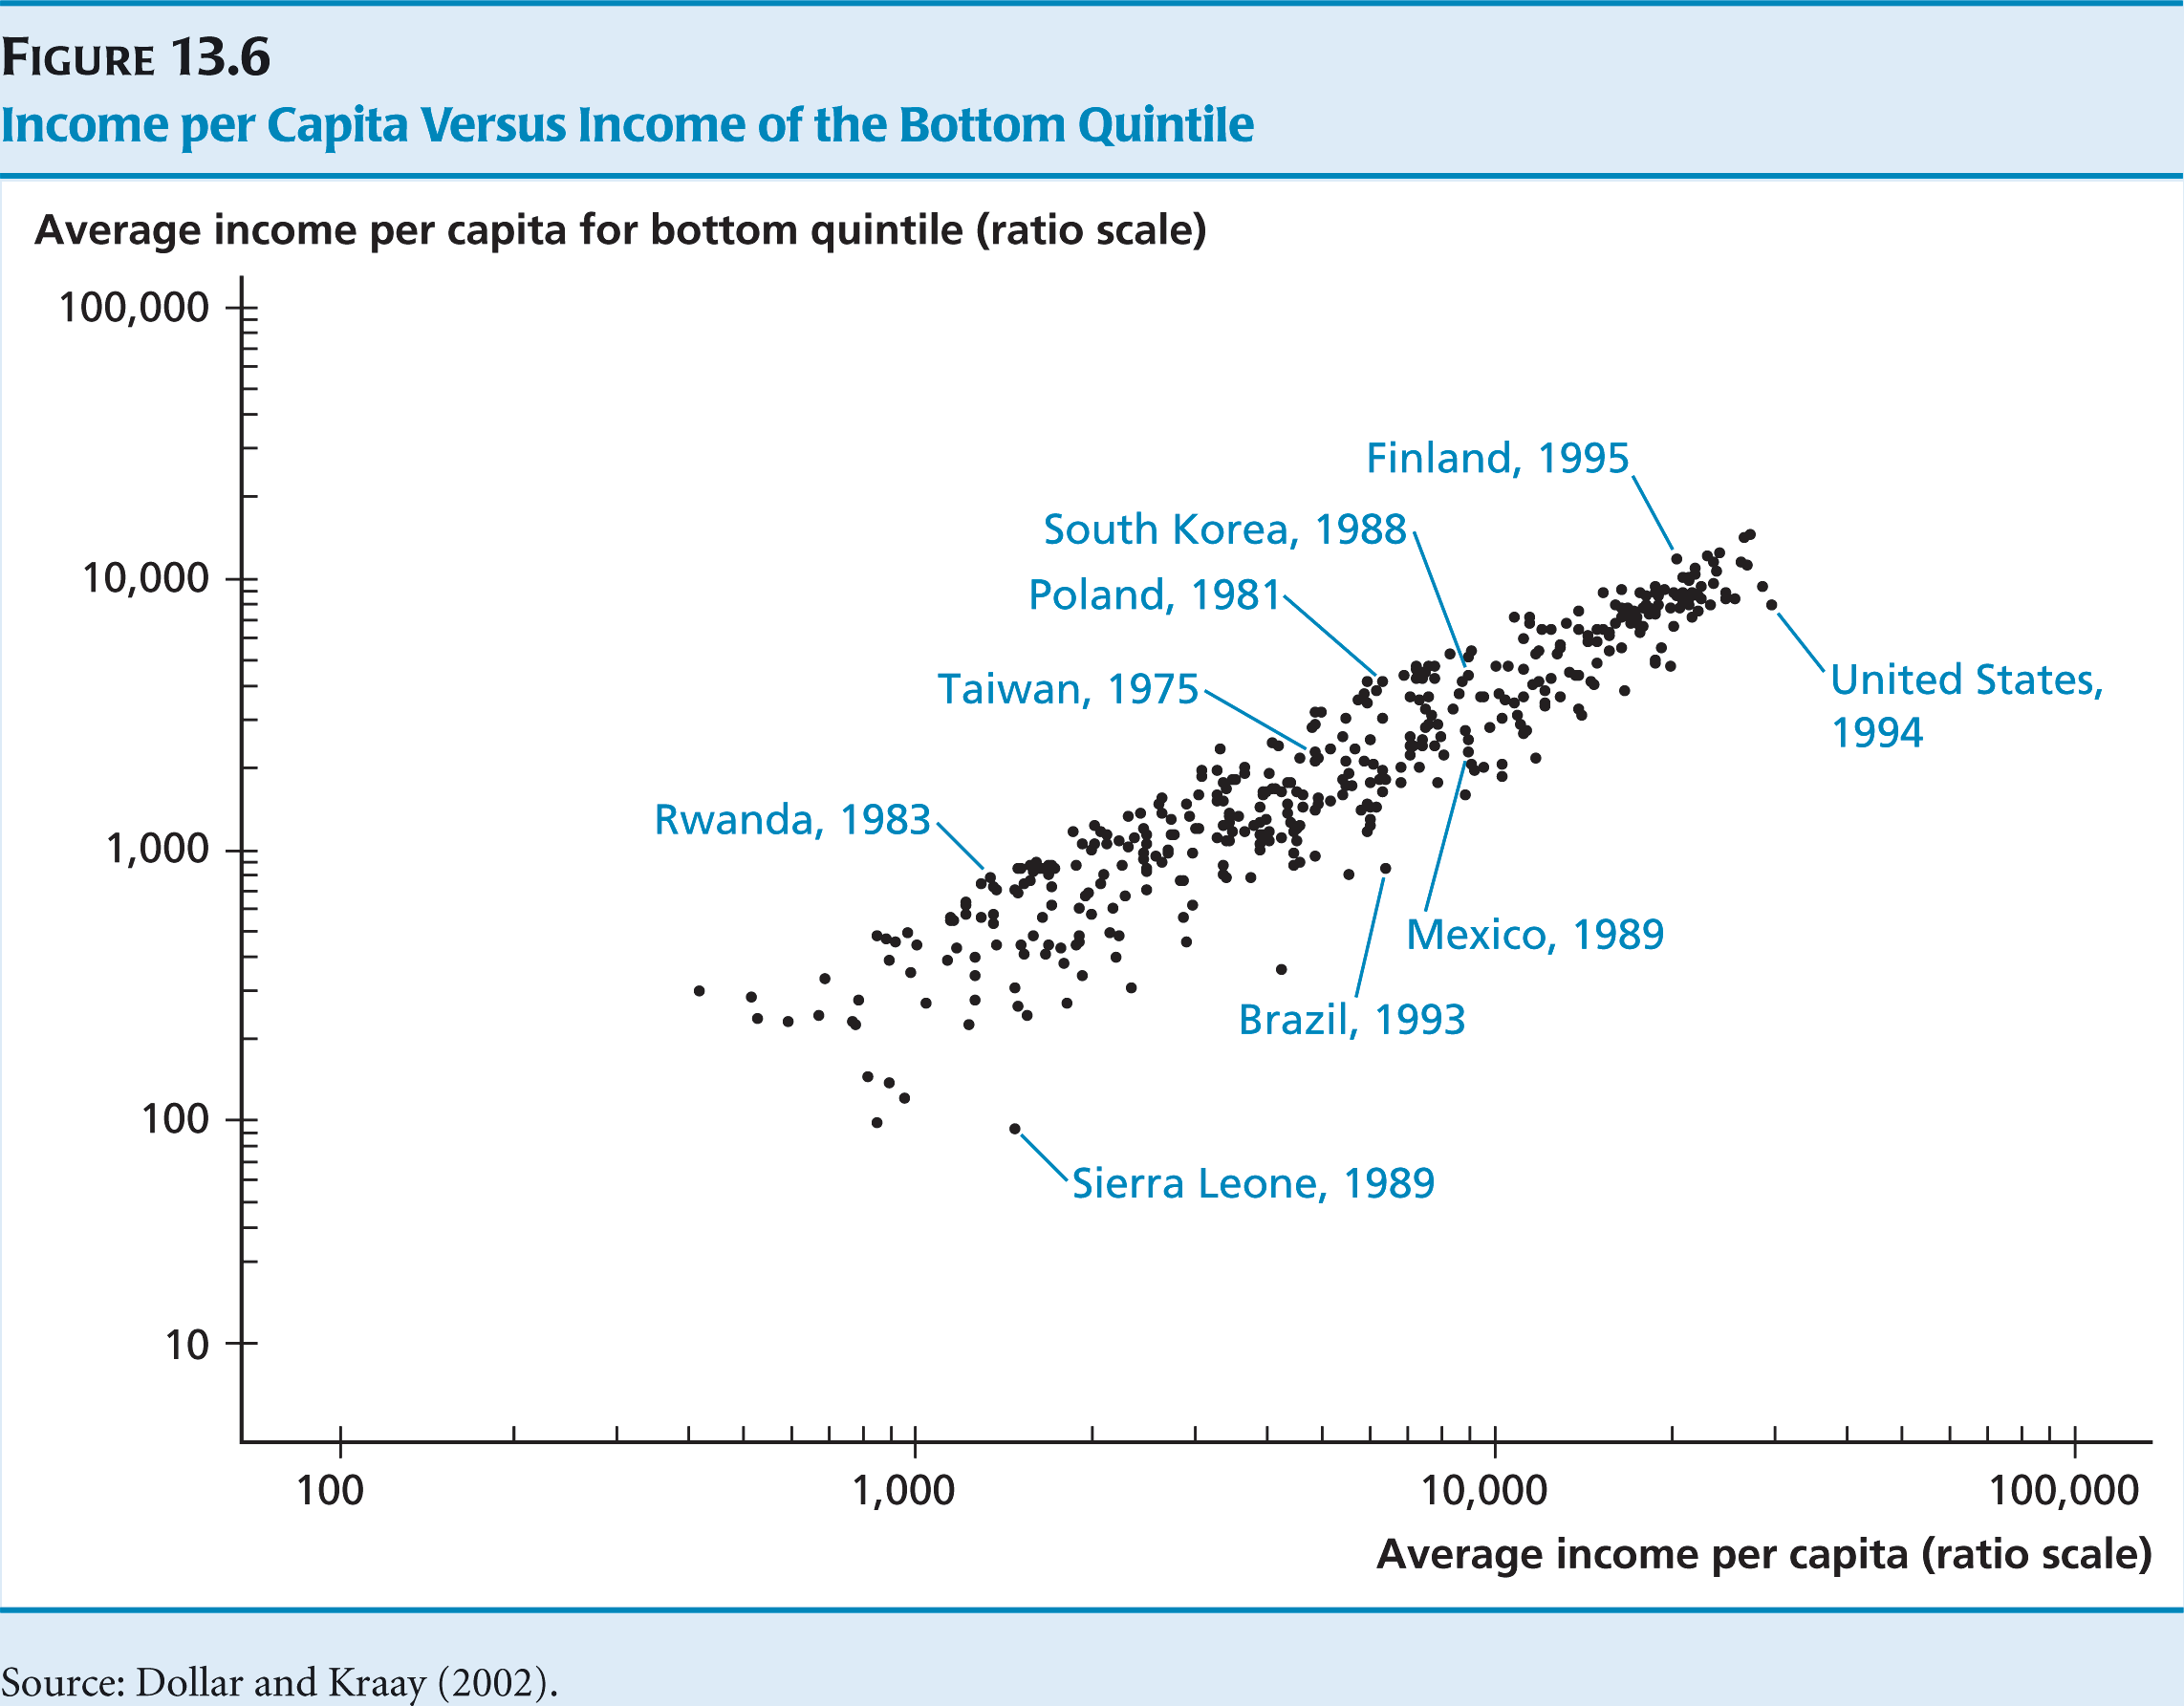 FIGURE 13.6
Income per Capita Versus Income of the Bottom Quintile
Average income per capita for bottom quintile (ratio scale)
100,000
10,000
1,000
100
10
Finland, 1995
South Korea, 1988
Poland, 1981
Taiwan, 1975
United States,
1994
Rwanda, 1983
Mexico, 1989
Brazil, 1993
Sierra Leone, 1989
100
1,000
10,000
100,000
Average income per capita (ratio scale)
Source: Dollar and Kraay (2002).